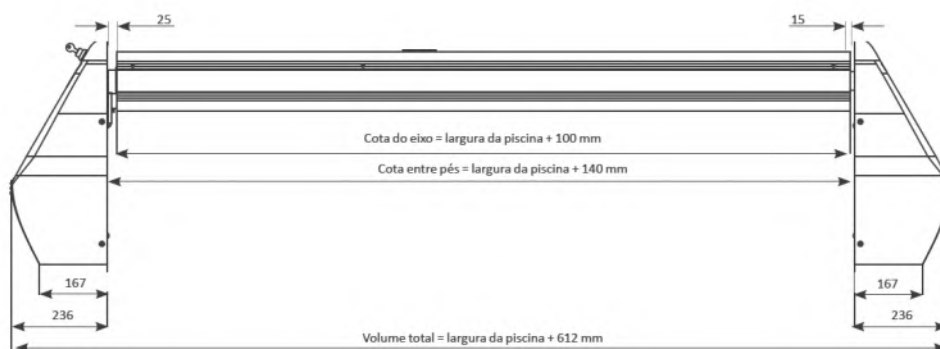 25
15
Cota do eixo = largura da piscina + 100 mm
Cota entre pés = largura da piscina + 140 mm
167
167
236
236
Volume total = largura da piscina + 612 mm